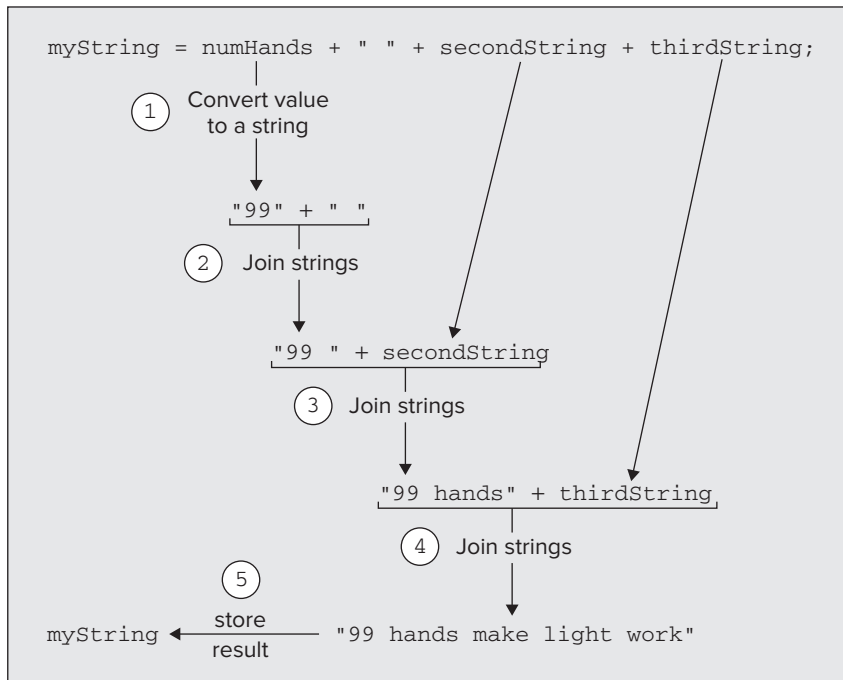 myString = numHands + " " + secondString + thirdString;
1
Convert value
to a string
"99" + " "
2
Join strings
"99 " + secondString
3
Join strings
"99 hands" + thirdString
4
Join strings
5
store
result
myString
"99 hands make light work"